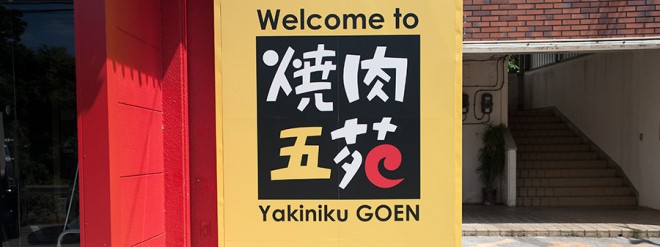 Welcome to
焼肉
五苑
Yakiniku GOEN